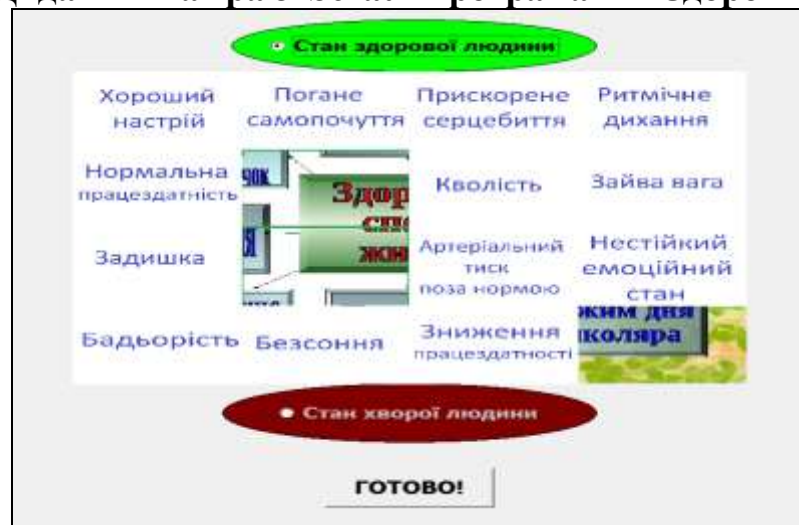 Стан здорової людини
Хороший настрій
Погане самопочуття
Прискорене серцебиття
Ритмічне дихання
Нормальна працездатність
Кволість
Зайва вага
Задишка
Артеріальний тиск поза нормою
Нестійкий емоційний стан
Бадьорість
Безсоння
Зниження працездатності
Стан хворої людини
ГОТОВО!